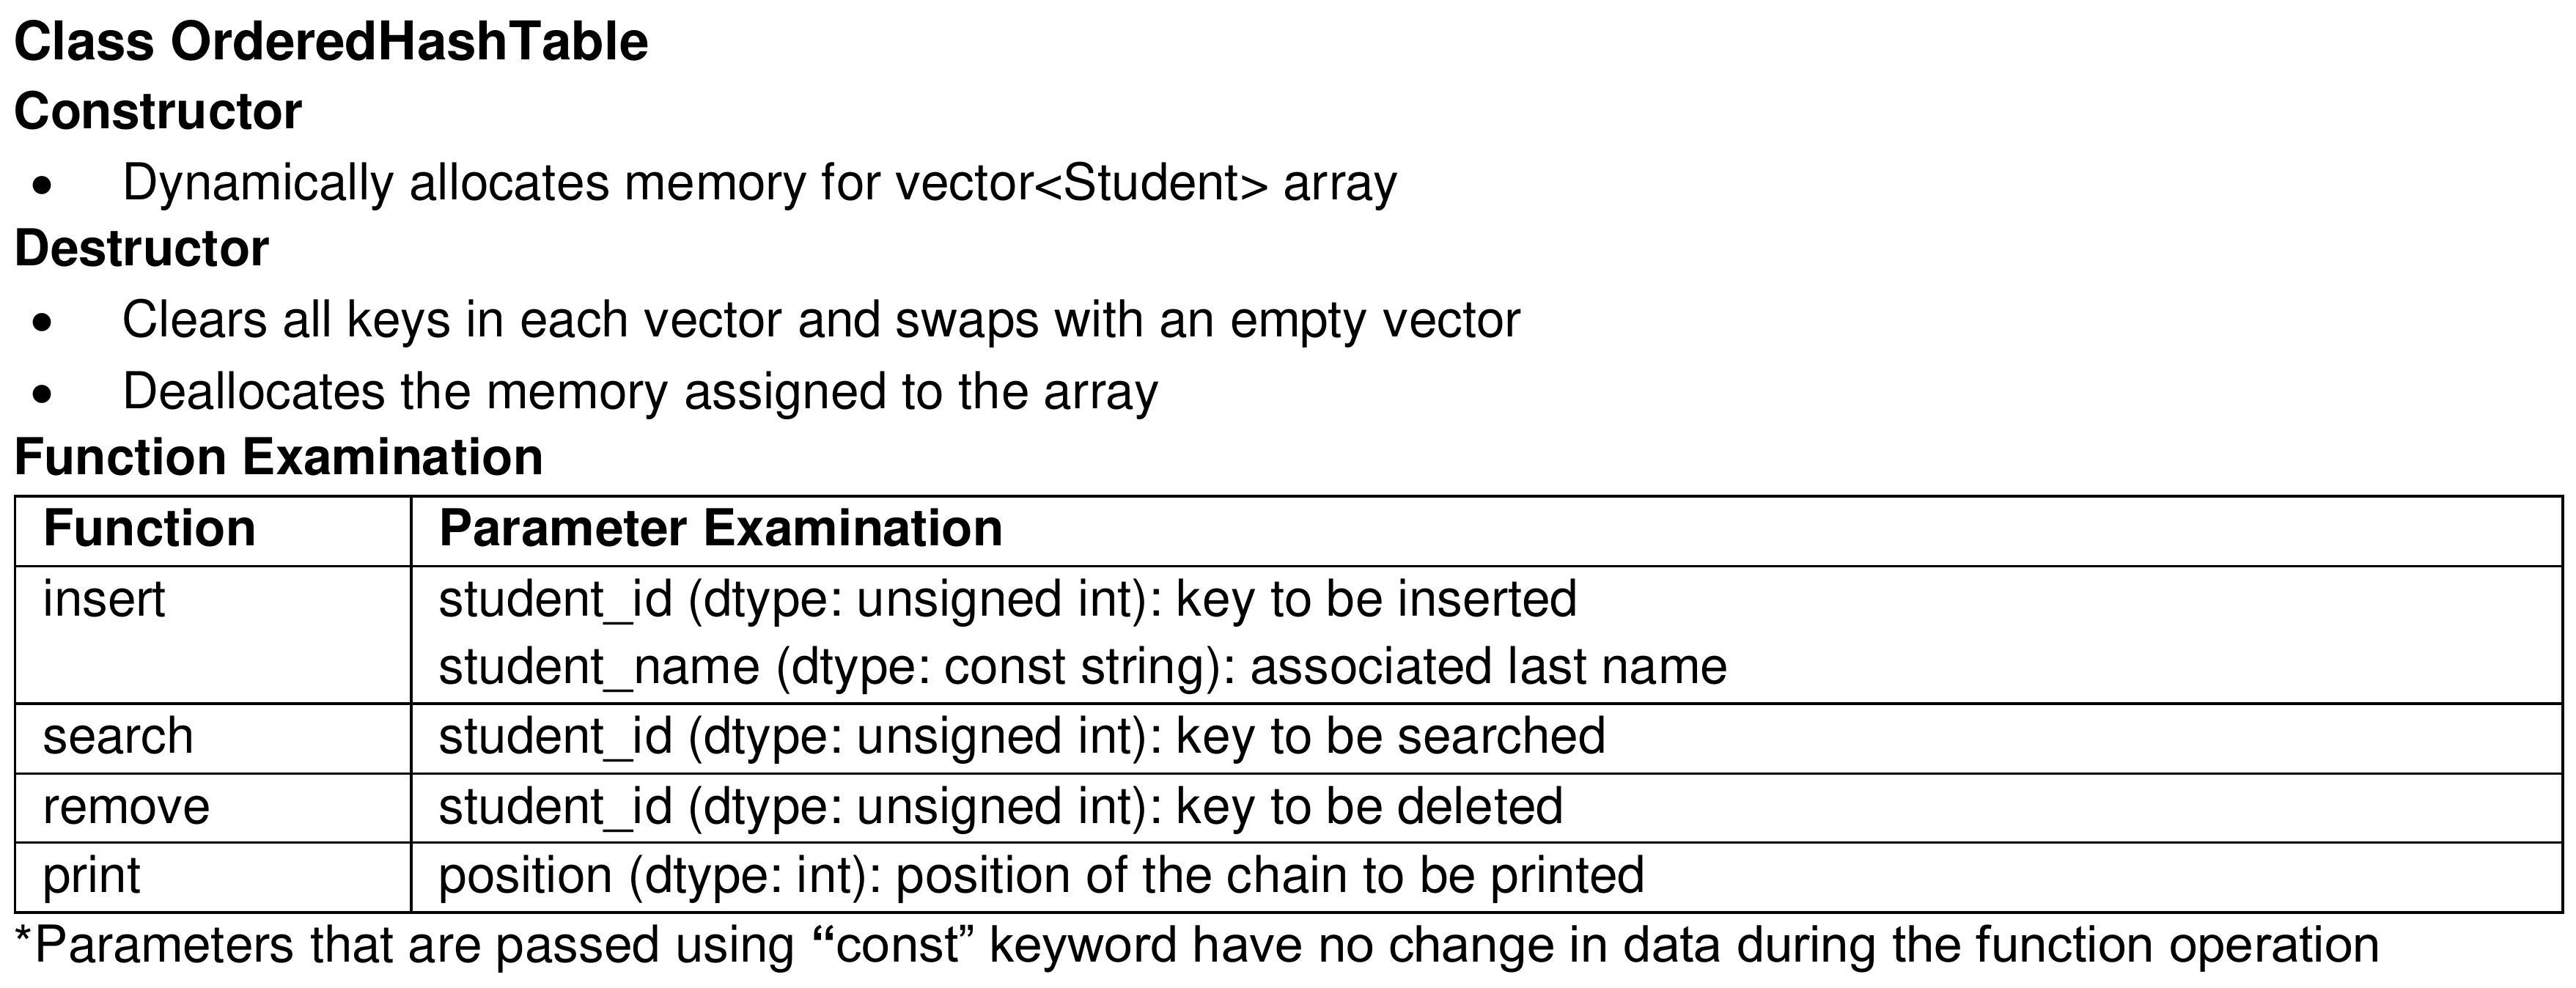 Class OrderedHashTable
Constructor
• Dynamically allocates memory for vector<Student> array
Destructor
• Clears all keys in each vector and swaps with an empty vector
• Deallocates the memory assigned to the array
Function Examination
Function Parameter Examination
insert student_id (dtype: unsigned int): key to be inserted
student_name (dtype: const string): associated last name
search student_id (dtype: unsigned int): key to be searched
remove student_id (dtype: unsigned int): key to be deleted
print position (dtype: int): position of the chain to be printed
*Parameters that are passed using “const” keyword have no change in data during the function operation